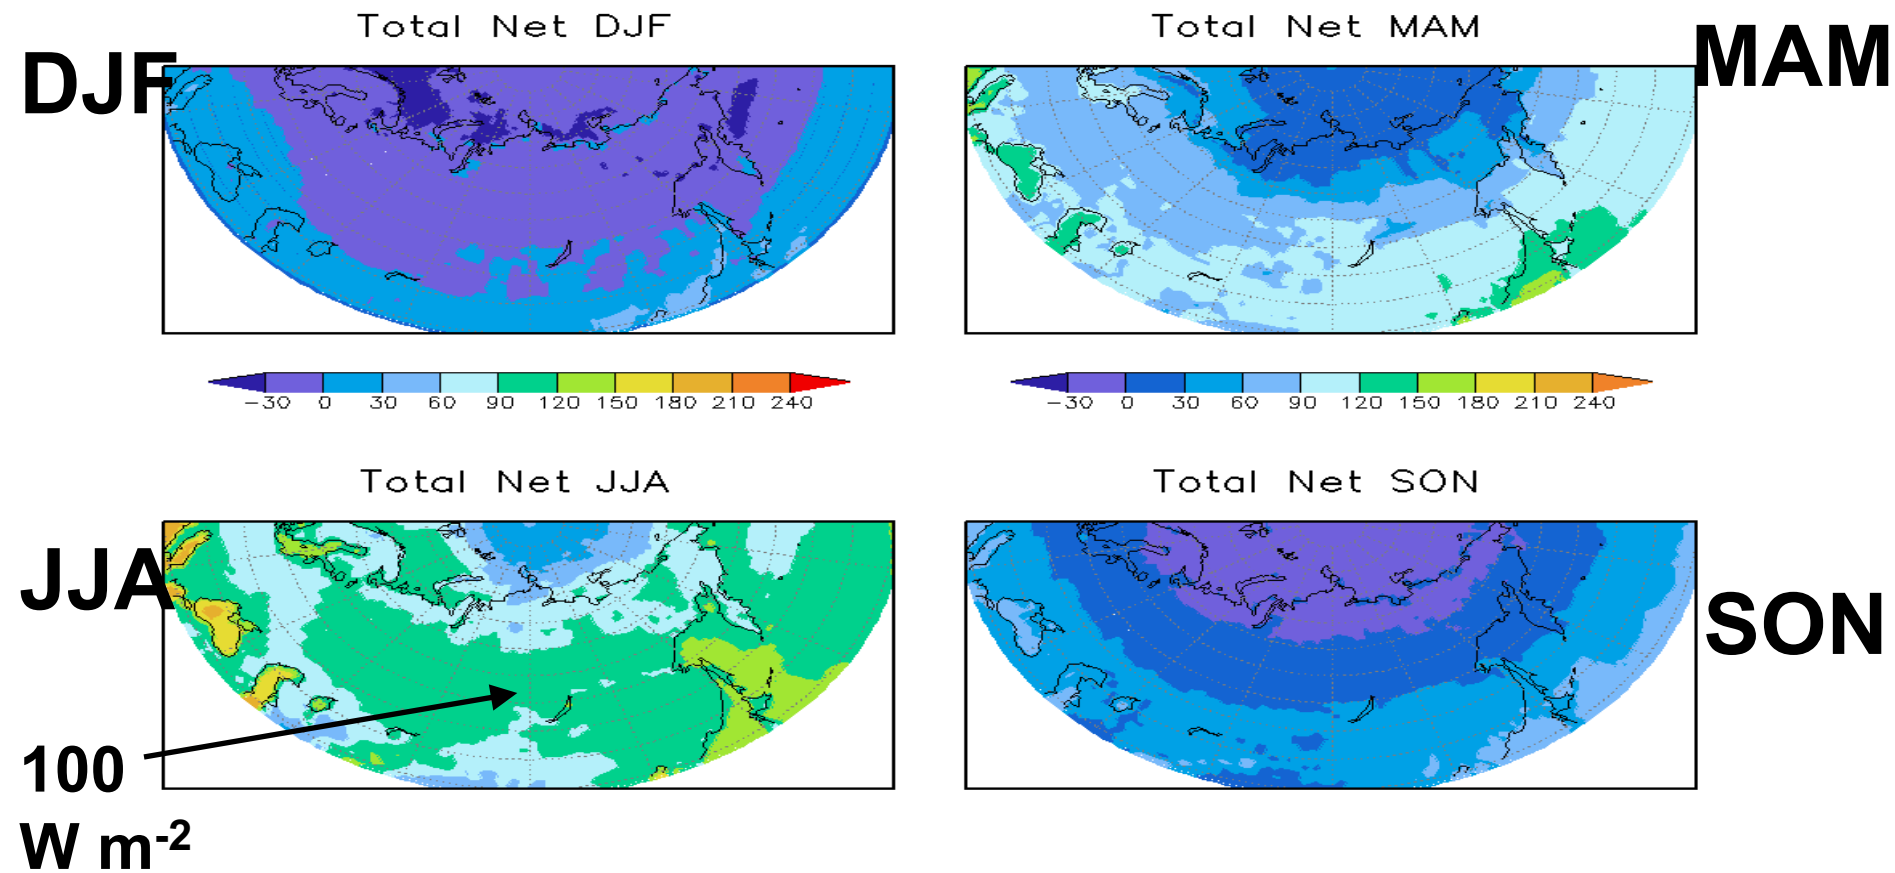 Total Net DJF
Total Net MAM
DJF
MAM
-30 0 30 60 90 120 150 180 210 240
-30 0 30 60 90 120 150 180 210 240
Total Net JJA
Total Net SON
JJA
SON
100
W m-2